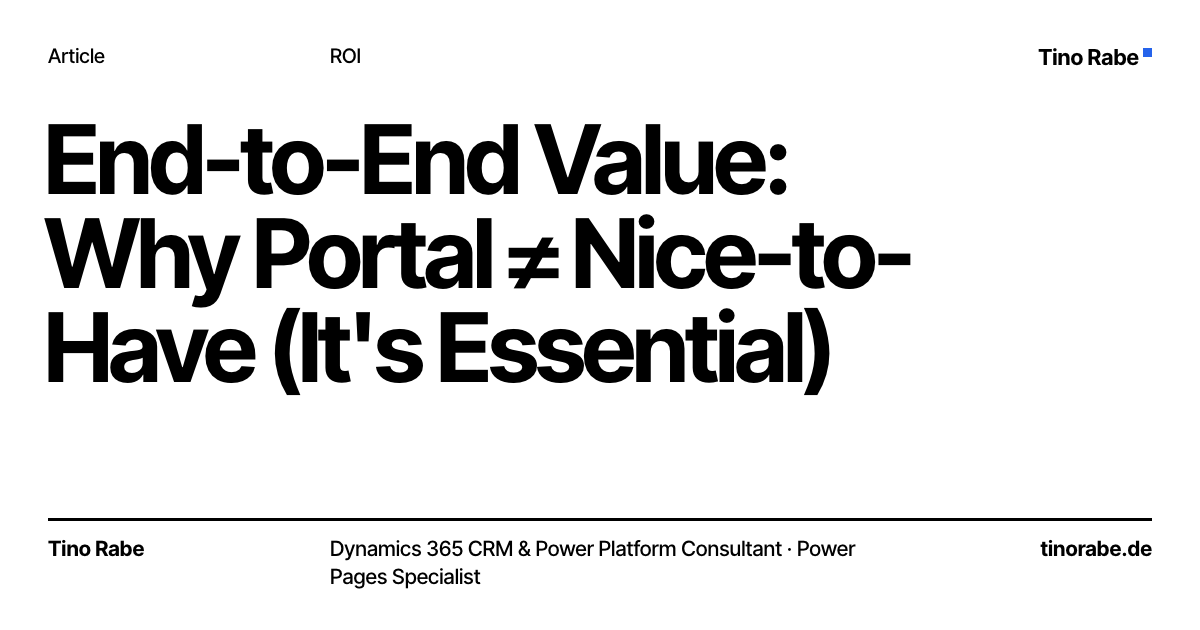 Article
ROI
Tino Rabe
End-to-End Value:
Why Portal ≠ Nice-to-
Have (It's Essential)
Tino Rabe
Dynamics 365 CRM & Power Platform Consultant · Power
Pages Specialist
tinorabe.de